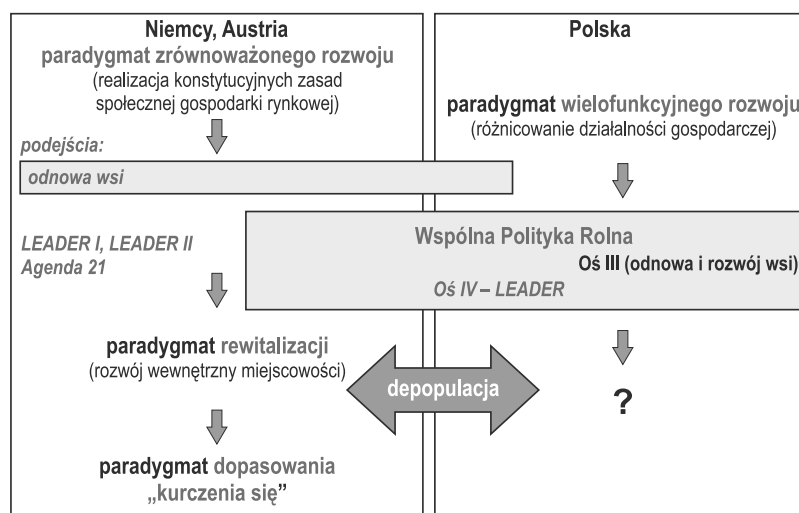 Niemcy, Austria
paradygmat zrównoważonego rozwoju
(realizacja konstytucyjnych zasad
społecznej gospodarki rynkowej)
podejścia:
odnowa wsi
LEADER I, LEADER II
Agenda 21
paradygmat rewitalizacji
(rozwój wewnętrzny miejscowości)
paradygmat dopasowania
„kurczenia się”
Polska
paradygmat wielofunkcyjnego rozwoju
(różnicowanie działalności gospodarczej)
Wspólna Polityka Rolna
Oś III (odnowa i rozwój wsi)
Oś IV – LEADER
depopulacja
?